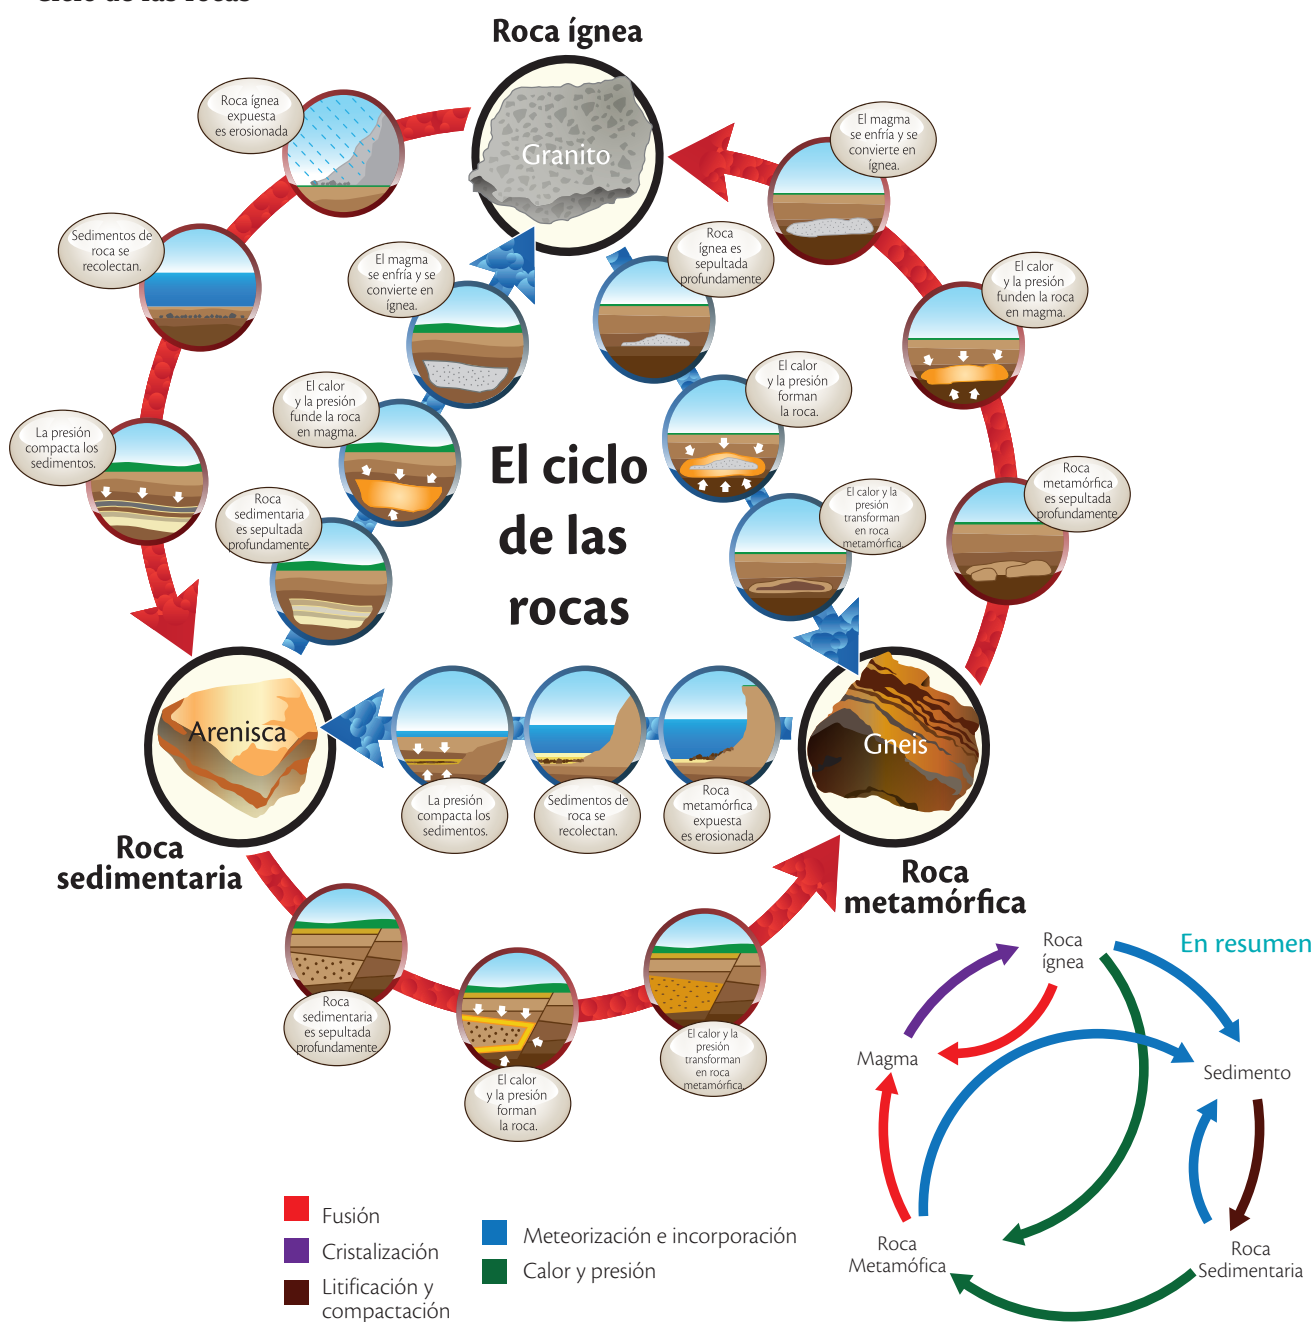 Ciclo de las rocas
Roca ígnea
Granito
Roca ígnea
expuesta
es erosionada
Sedimentos de
roca se
recolectan.
La presión
compacta los
sedimentos.
El magma
se enfría y se
convierte en
ígnea.
El calor
y la presión
funde la roca
en magma.
Roca
sedimentaria
es sepultada
profundamente.
Roca
ígnea es
sepultada
profundamente.
El calor
y la presión
forman
la roca.
El calor y la
presión
transforman
en roca
metamórfica.
El magma
se enfría y se
convierte en
ígnea.
El calor
y la presión
funden la roca
en magma.
Roca
metamórfica
es sepultada
profundamente.
El ciclo
de las
rocas
Arenisca
Roca
sedimentaria
La presión
compacta los
sedimentos.
Sedimentos de
roca se
recolectan.
Roca
metamórfica
expuesta
es erosionada
Gneis
Roca
metamórfica
Roca
sedimentaria
es sepultada
profundamente.
El calor
y la presión
forman
la roca.
El calor y la
presión
transforman
en roca
metamórfica.
En resumen
Roca
ígnea
Magma
Sedimento
Roca
Metamófica
Roca
Sedimentaria
Fusión
Cristalización
Litificación y
compactación
Meteorización e incorporación
Calor y presión